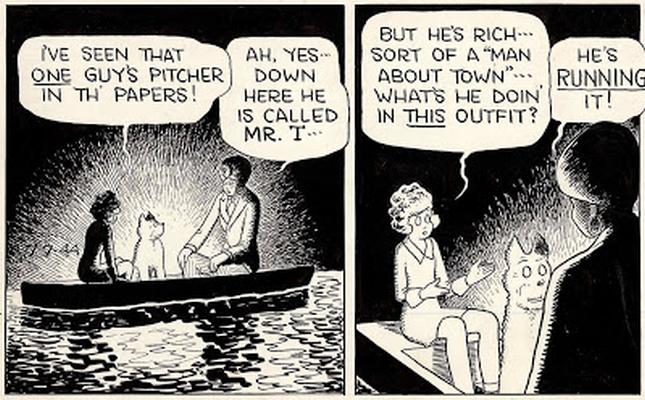 I'VE SEEN THAT
ONE GUY'S PITCHER
IN TH' PAPERS!
AH, YES--
DOWN
HERE HE
IS CALLED
MR. "I"--
BUT HE'S RICH---
SORT OF A "MAN
ABOUT TOWN"---
WHAT'S HE DOIN'
IN THIS OUTFIT?
HE'S
RUNNING
IT!